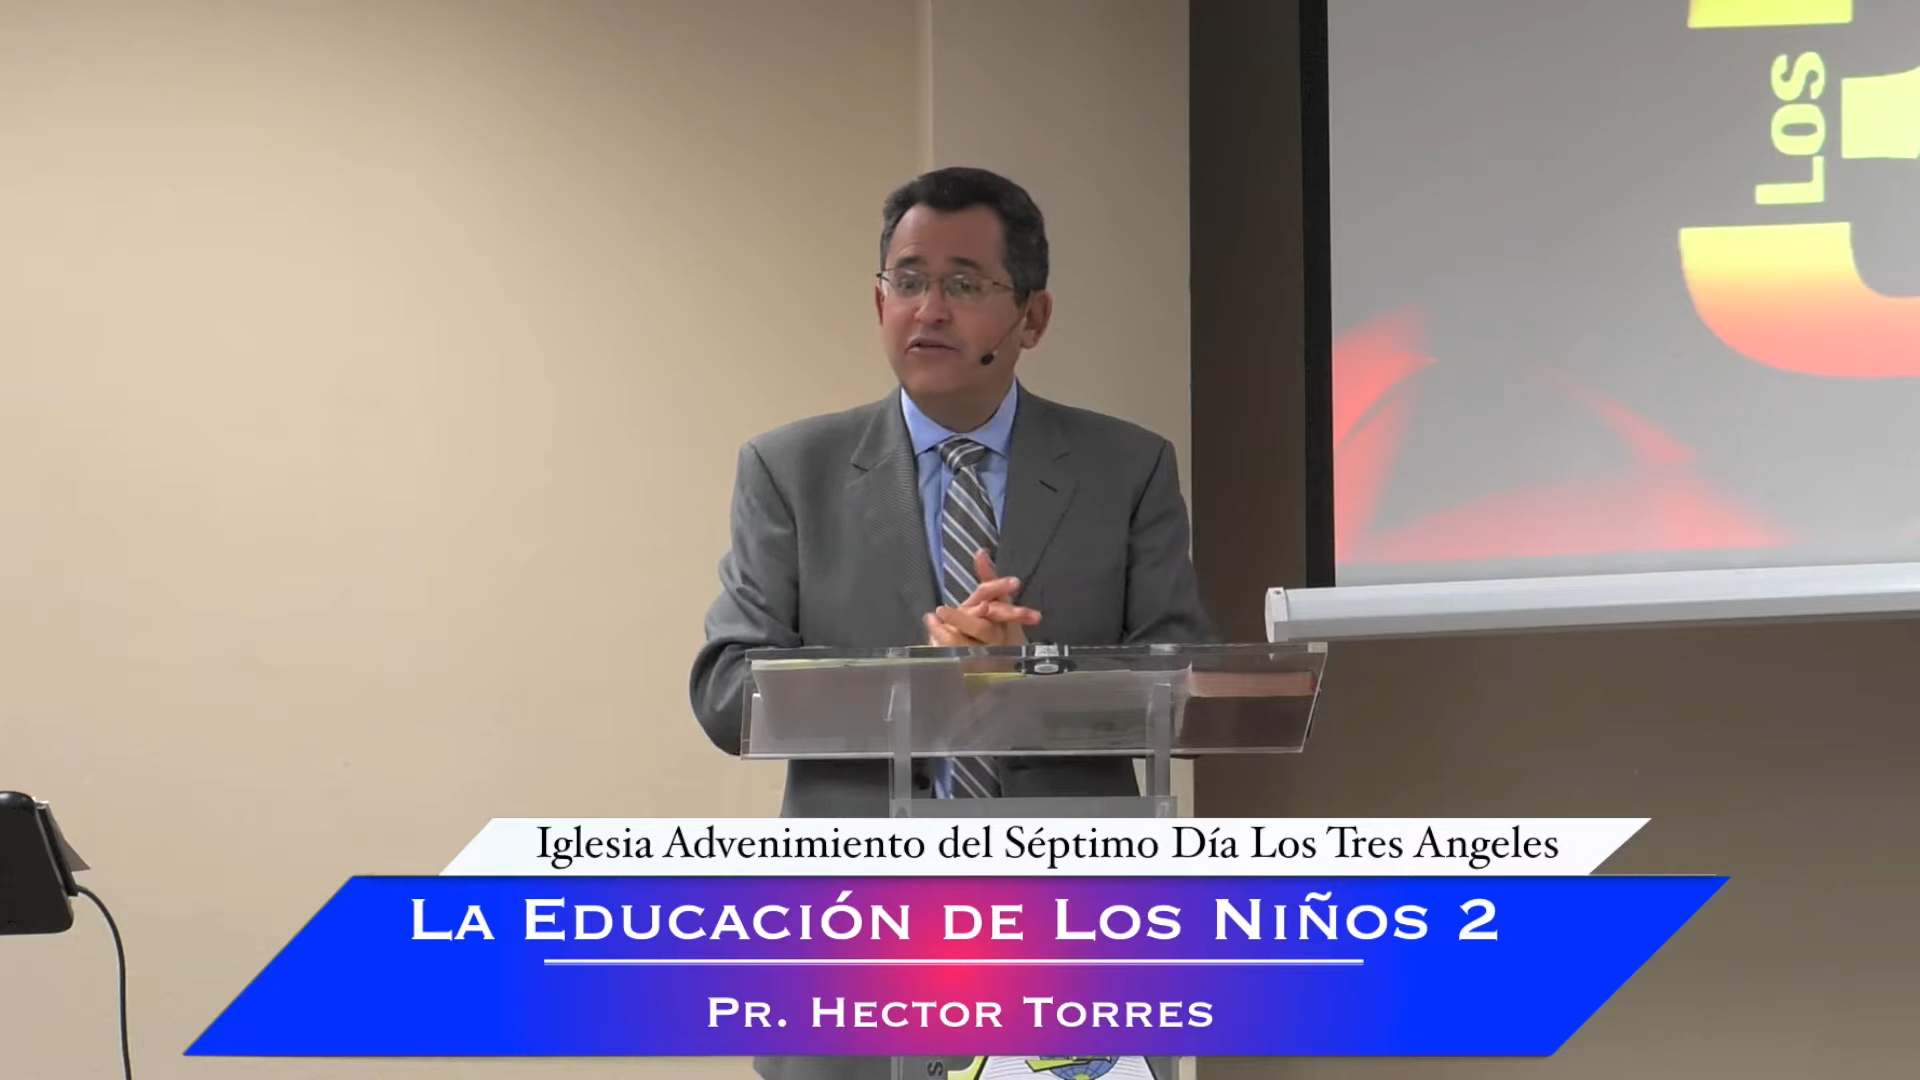 Los
Iglesia Advenimiento del Séptimo Día Los Tres Angeles
La Educación de Los Niños 2
Pr. Hector Torres